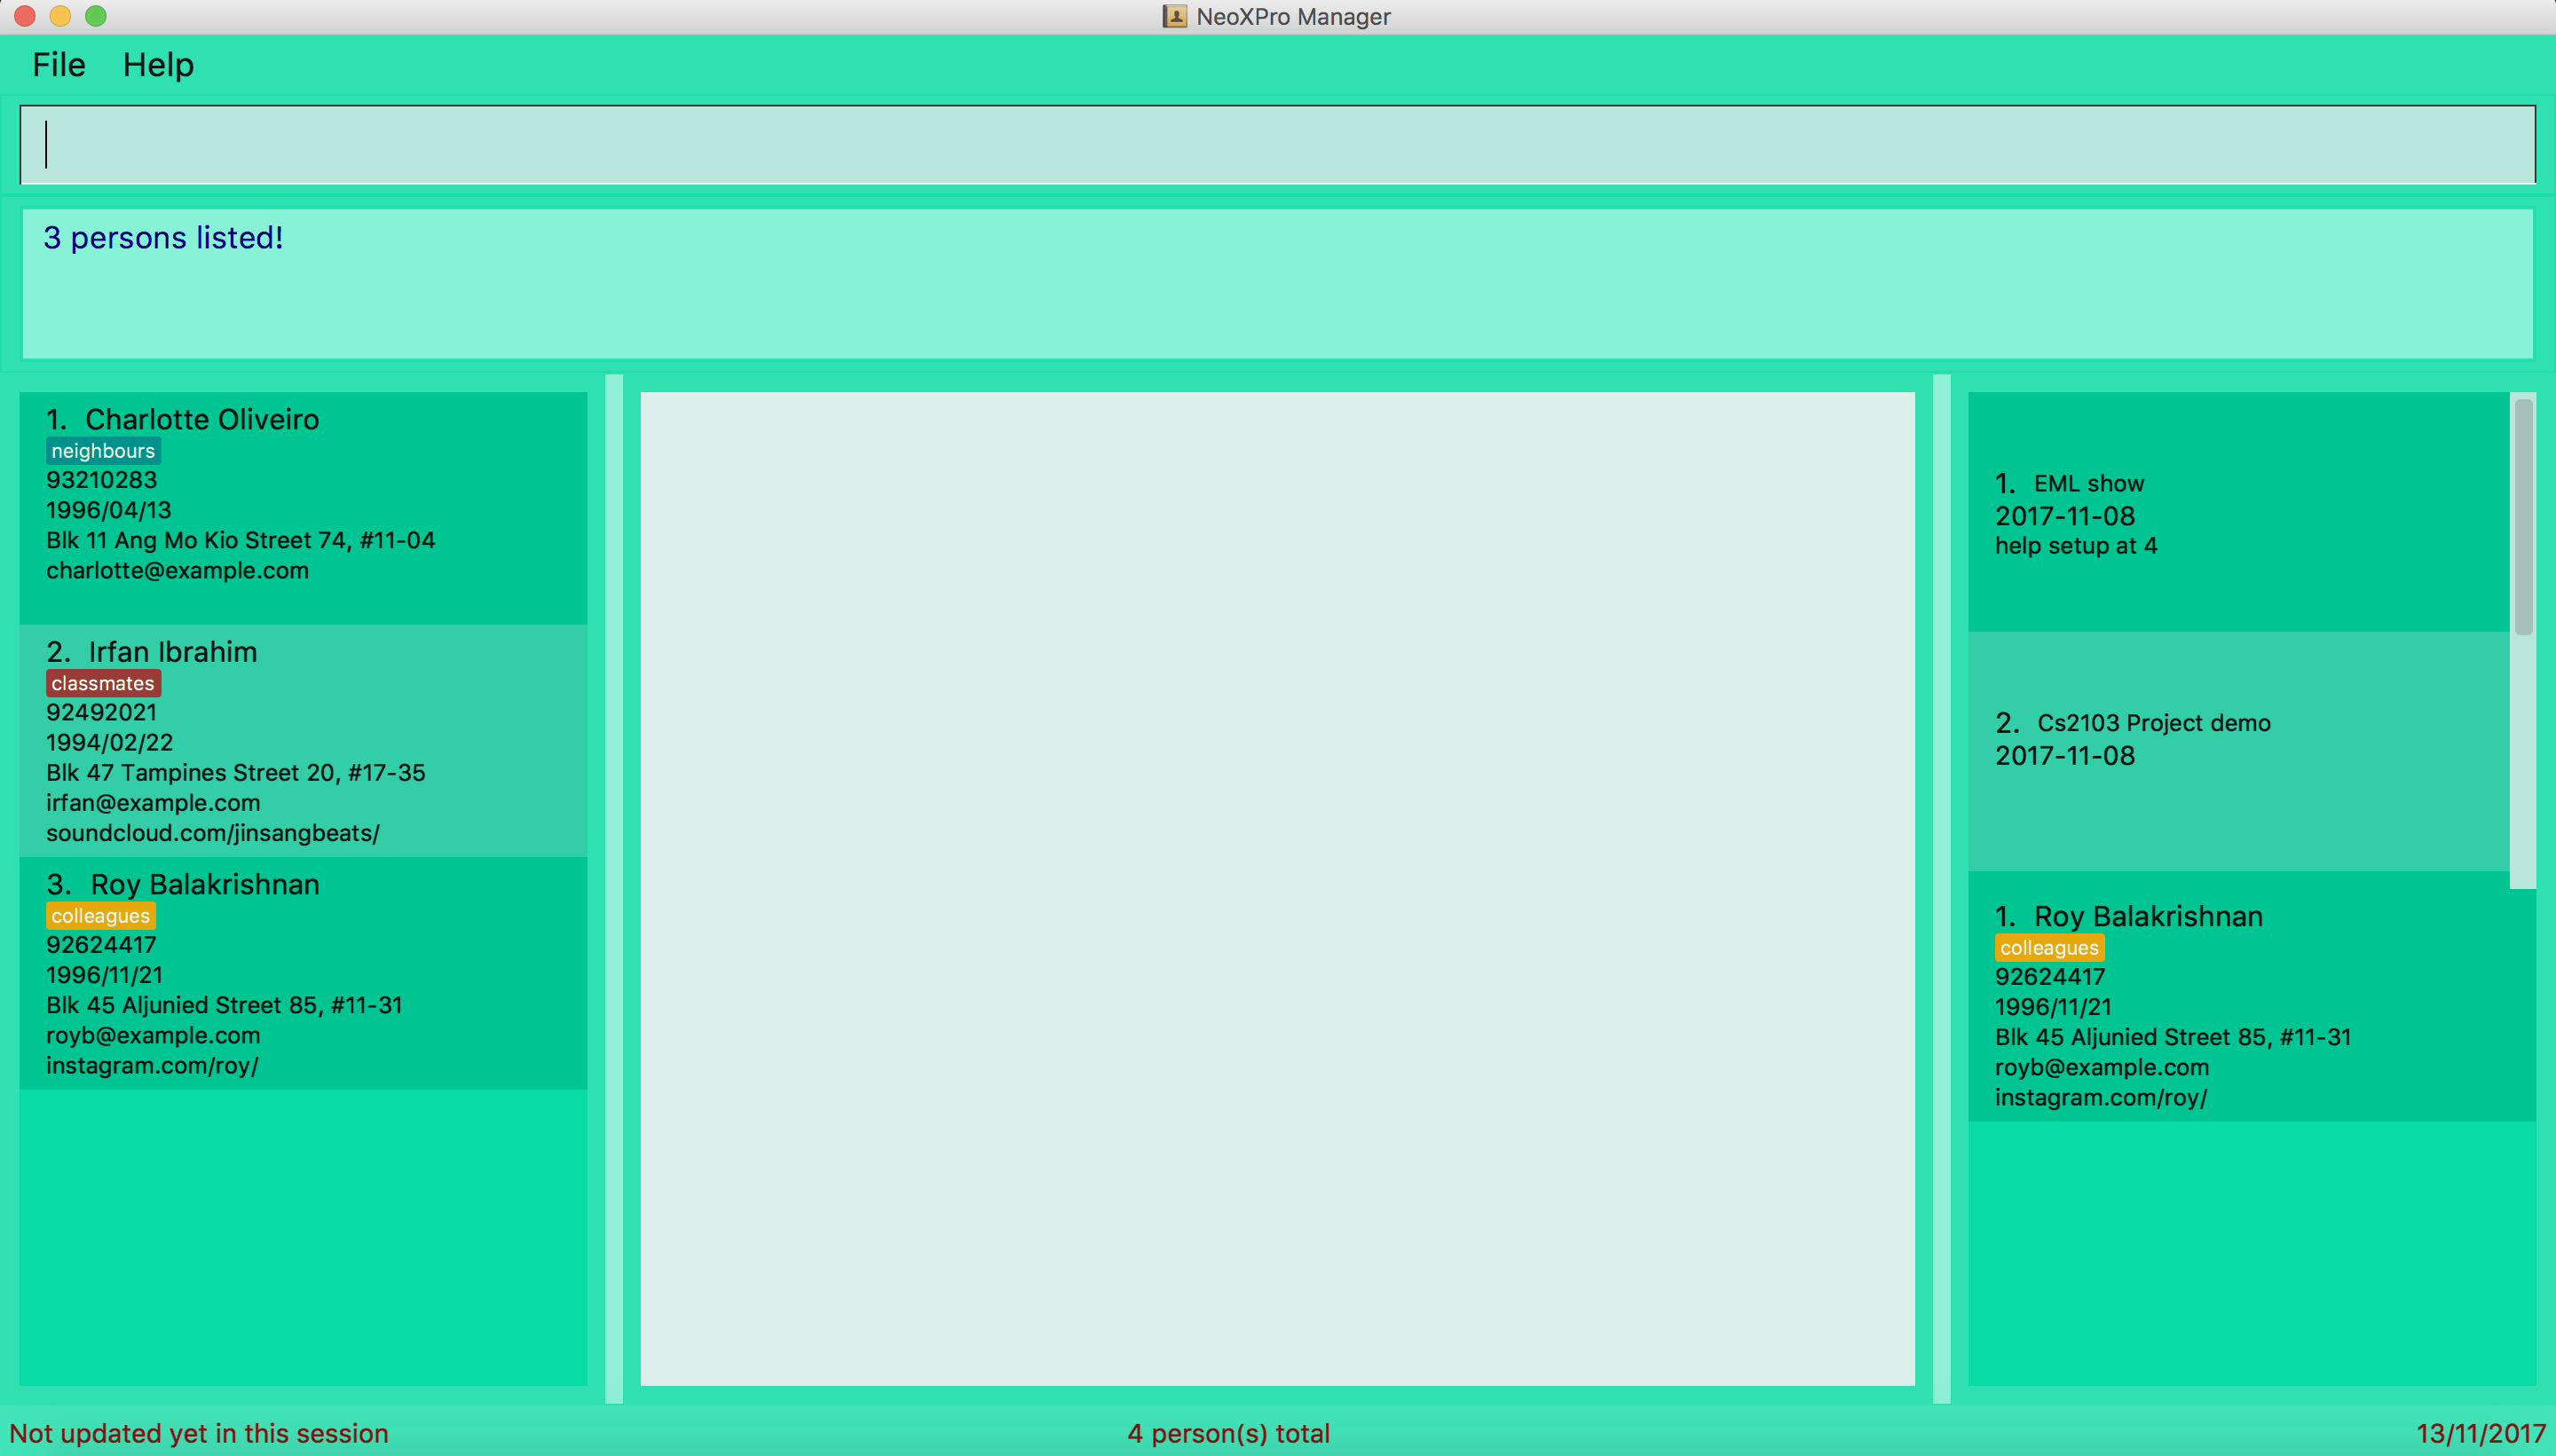 NeoXPro Manager
File Help
3 persons listed!
1. Charlotte Oliveiro
neighbours
93210283
1996/04/13
Blk 11 Ang Mo Kio Street 74, #11-04
charlotte@example.com
2. Irfan Ibrahim
classmates
92492021
1994/02/22
Blk 47 Tampines Street 20, #17-35
irfan@example.com
soundcloud.com/jinsangbeats/
3. Roy Balakrishnan
colleagues
92624417
1996/11/21
Blk 45 Aljunied Street 85, #11-31
royb@example.com
instagram.com/roy/
1. EML show
2017-11-08
help setup at 4
2. Cs2103 Project demo
2017-11-08
1. Roy Balakrishnan
colleagues
92624417
1996/11/21
Blk 45 Aljunied Street 85, #11-31
royb@example.com
instagram.com/roy/
Not updated yet in this session
4 person(s) total
13/11/2017